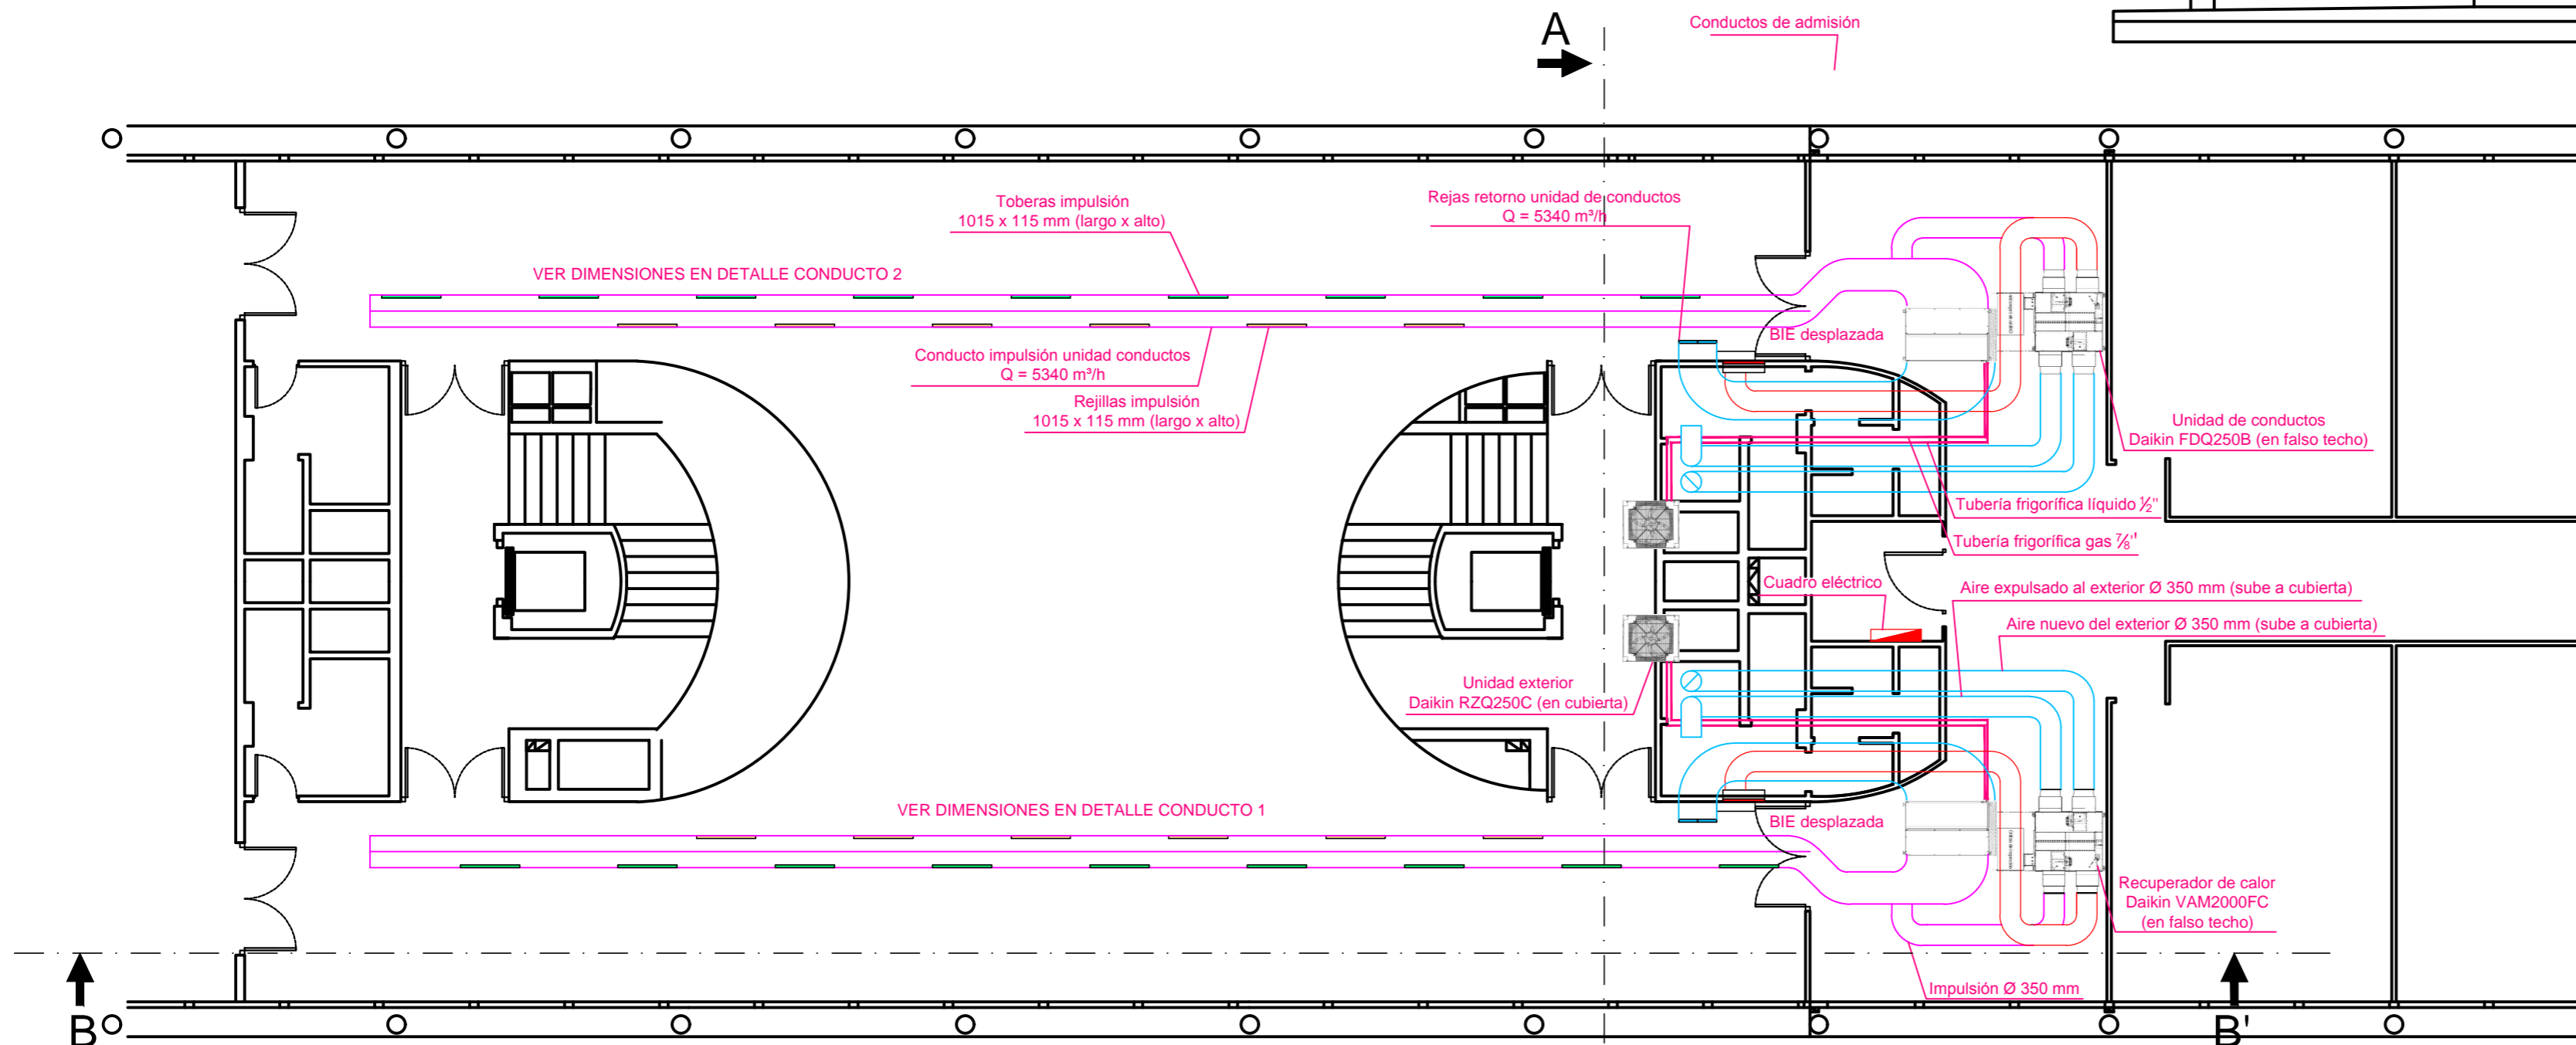 Conductos de admisión
A
Toberas impulsión
1015 x 115 mm (largo x alto)
Rejas retorno unidad de conductos
Q = 5340 m³/h
VER DIMENSIONES EN DETALLE CONDUCTO 2
BIE desplazada
Conducto impulsión unidad conductos
Q = 5340 m³/h
Rejillas impulsión
1015 x 115 mm (largo x alto)
Unidad de conductos
Daikin FDQ250B (en falso techo)
Tubería frigorífica líquido ½"
Tubería frigorífica gas ⅞"
Cuadro eléctrico
Aire expulsado al exterior Ø 350 mm (sube a cubierta)
Aire nuevo del exterior Ø 350 mm (sube a cubierta)
Unidad exterior
Daikin RZQ250C (en cubierta)
VER DIMENSIONES EN DETALLE CONDUCTO 1
BIE desplazada
Recuperador de calor
Daikin VAM2000FC
(en falso techo)
Impulsión Ø 350 mm
B
B'